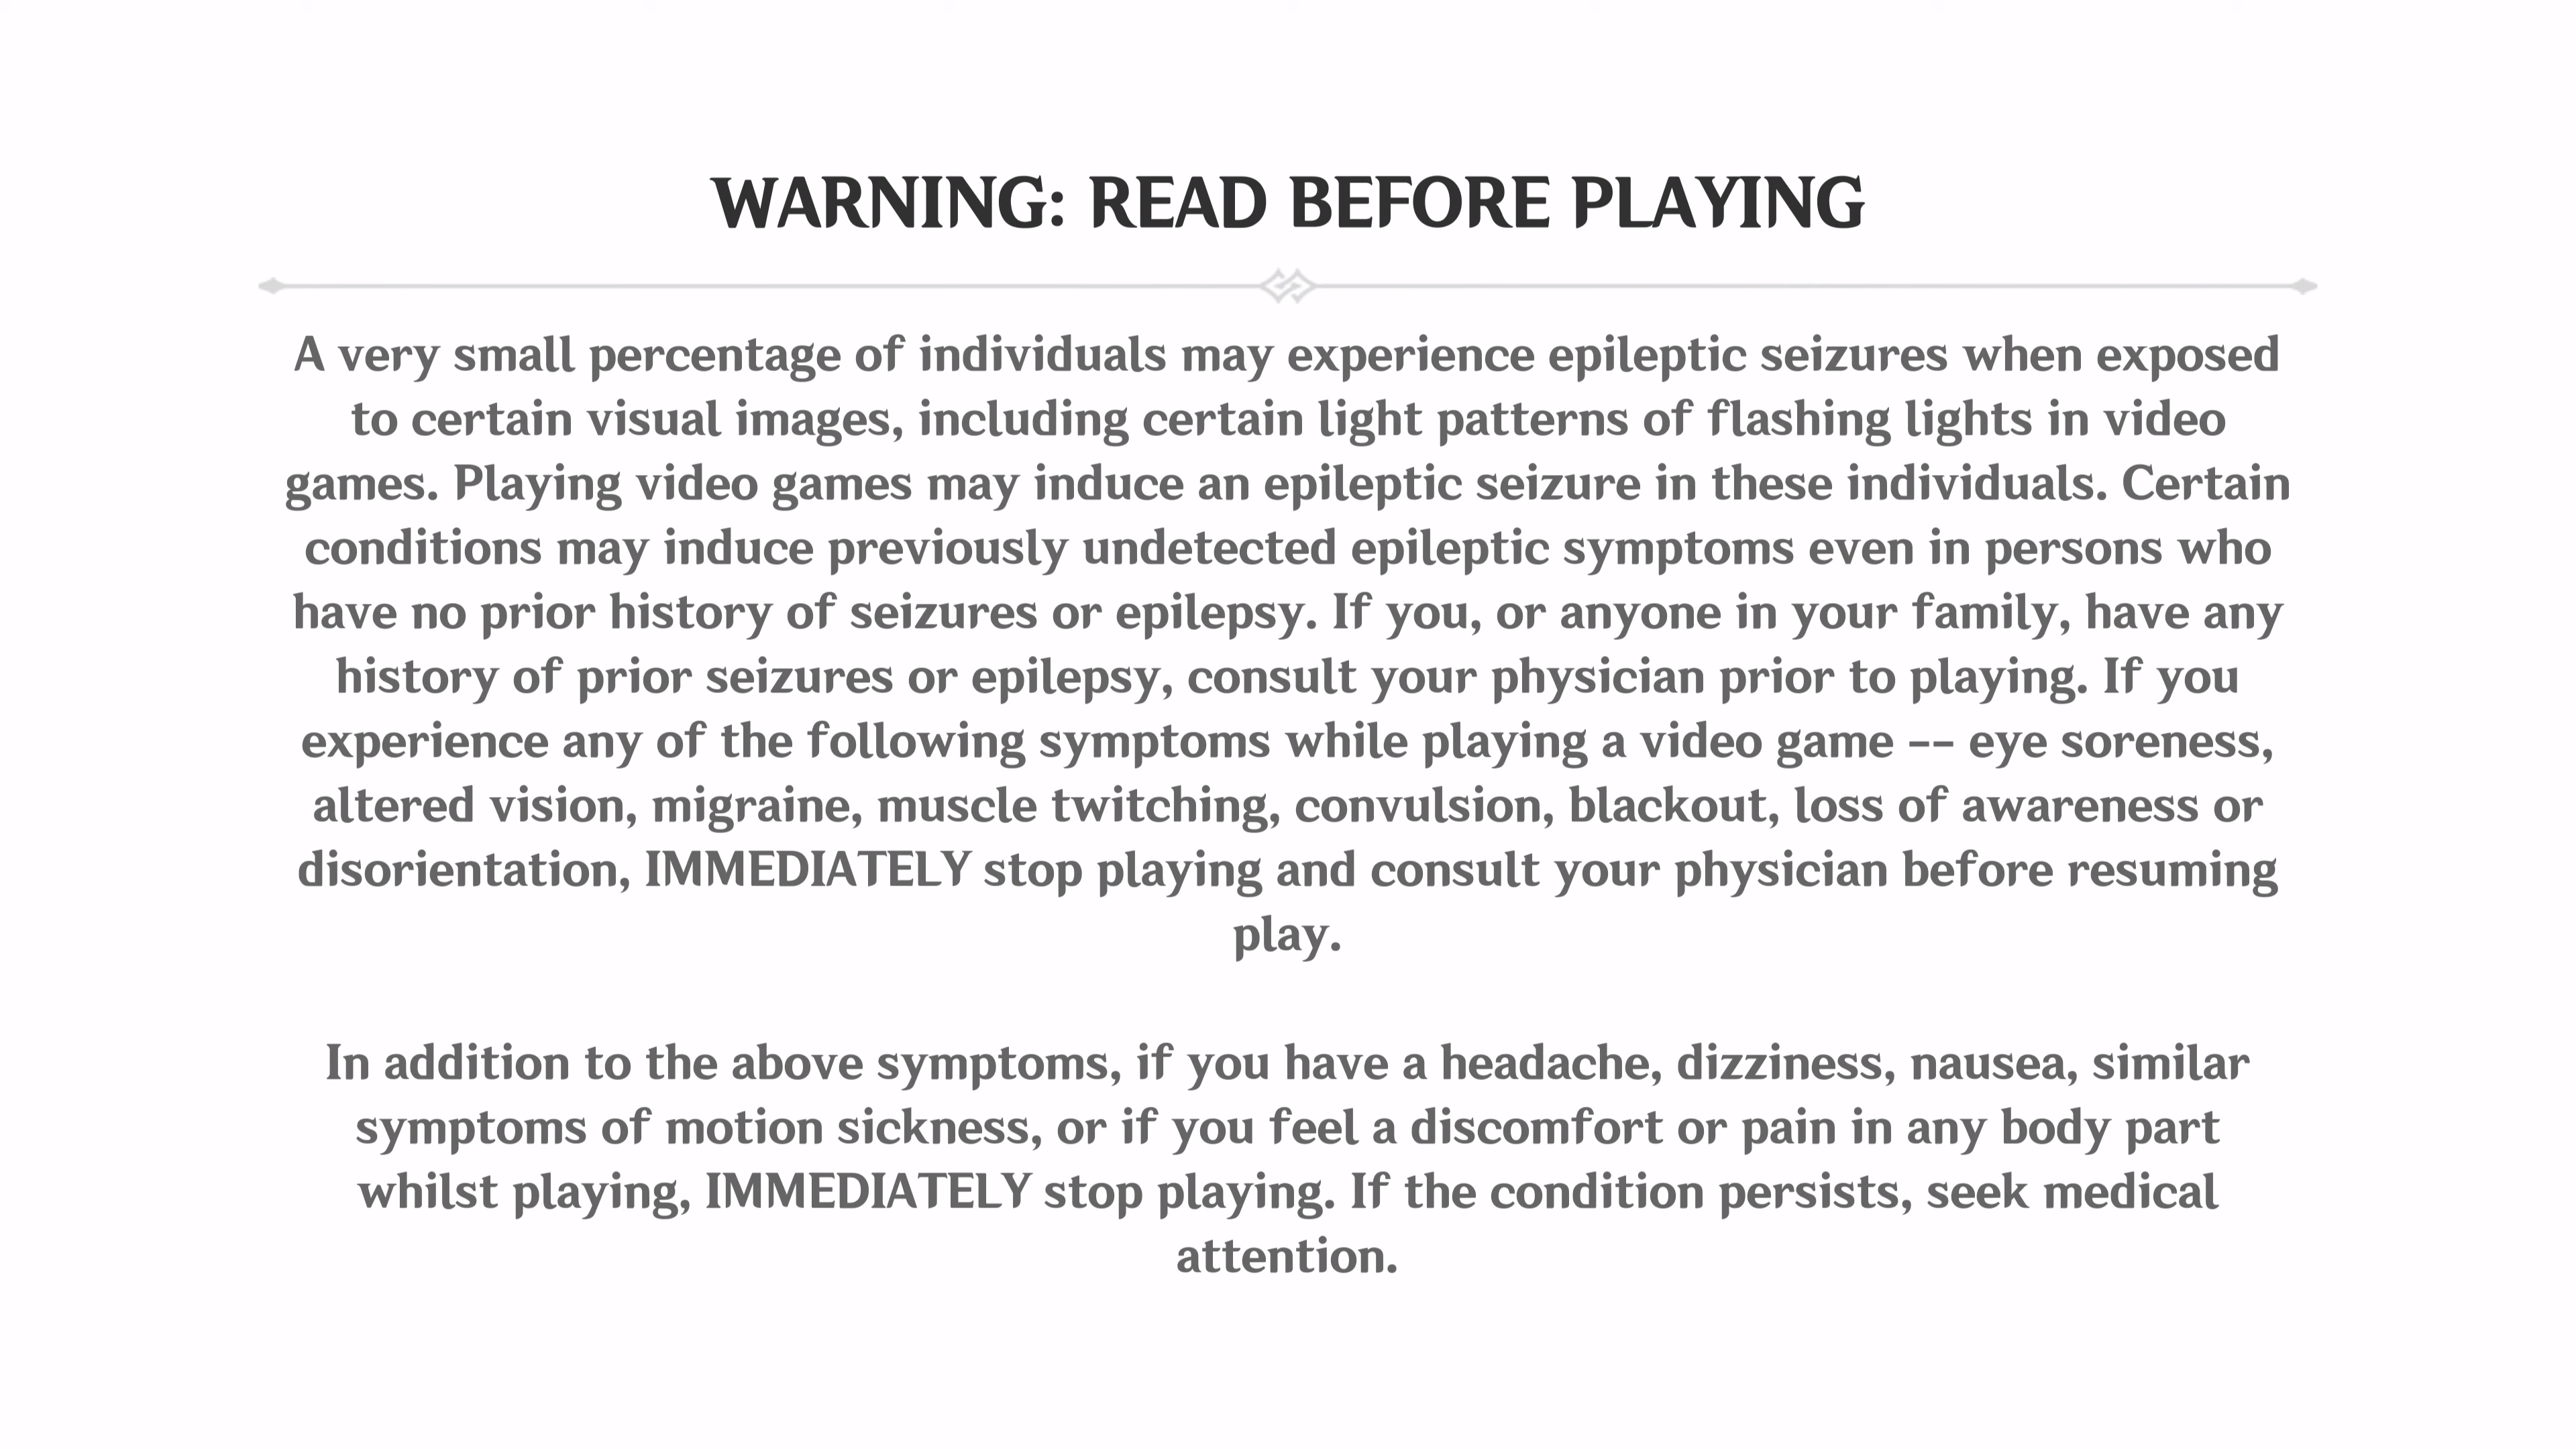 WARNING: READ BEFORE PLAYING
A very small percentage of individuals may experience epileptic seizures when exposed
to certain visual images, including certain light patterns of flashing lights in video
games. Playing video games may induce an epileptic seizure in these individuals. Certain
conditions may induce previously undetected epileptic symptoms even in persons who
have no prior history of seizures or epilepsy. If you, or anyone in your family, have any
history of prior seizures or epilepsy, consult your physician prior to playing. If you
experience any of the following symptoms while playing a video game -- eye soreness,
altered vision, migraine, muscle twitching, convulsion, blackout, loss of awareness or
disorientation, IMMEDIATELY stop playing and consult your physician before resuming
play.
In addition to the above symptoms, if you have a headache, dizziness, nausea, similar
symptoms of motion sickness, or if you feel a discomfort or pain in any body part
whilst playing, IMMEDIATELY stop playing. If the condition persists, seek medical
attention.